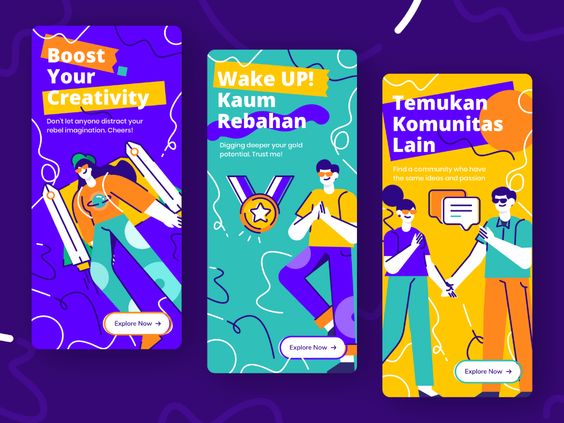 Boost
Your
Creativity
Don't let anyone distract your
rebel imagination. Cheers!
Explore Now →
Wake UP!
Kaum
Rebahan
Digging deeper your gold
potential. Trust me!
Explore Now →
Temukan
Komunitas
Lain
Find a community who have
the same ideas and passion
Explore Now →